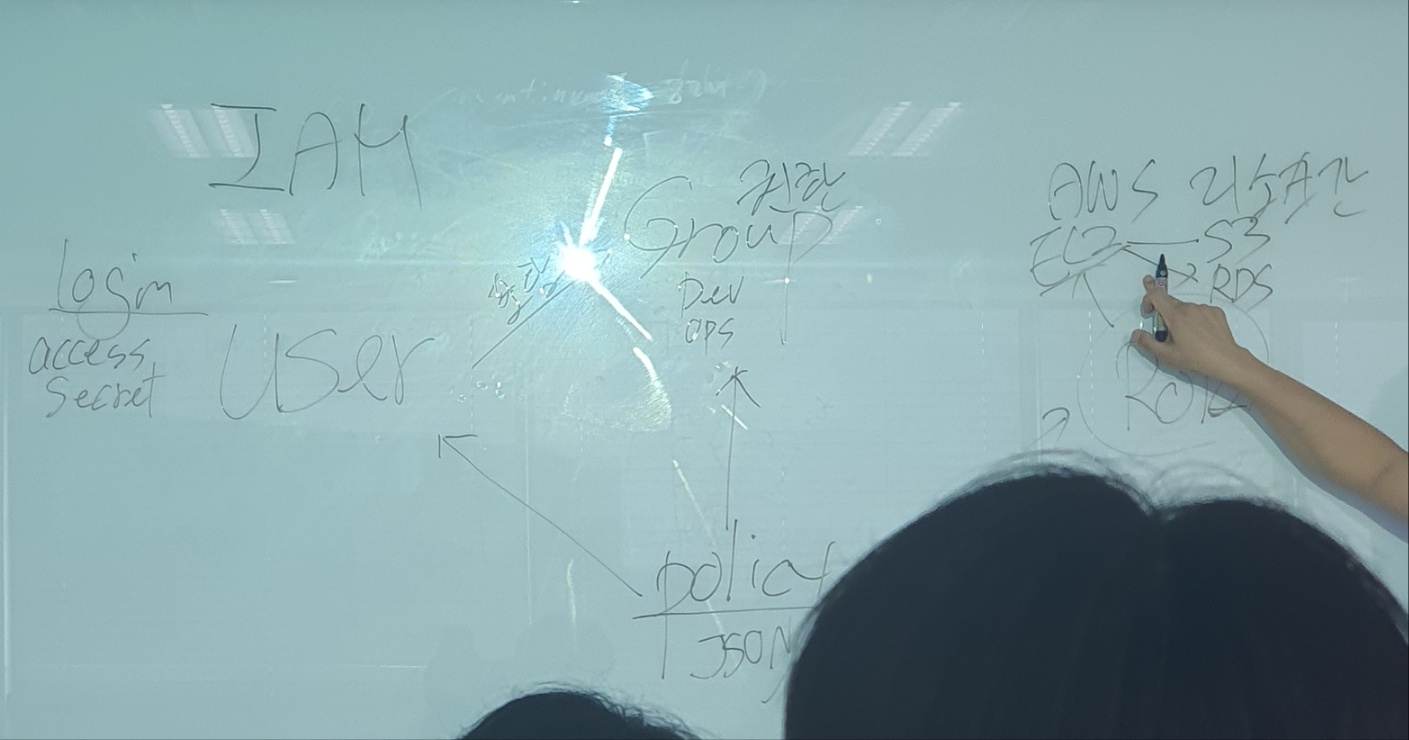 IAM
login
access
secret
User
권한
Group
Dev
ops
policy
JSON
AWS 리소스간
EC2 S3
RDS
Role